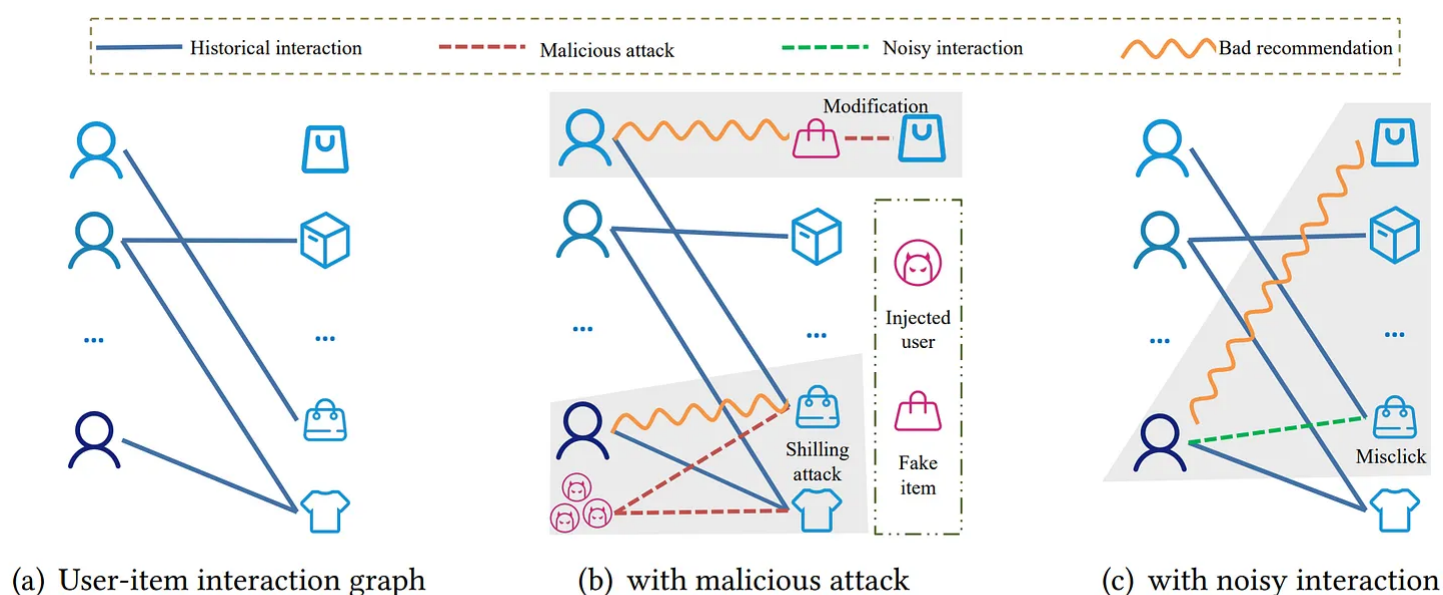 Historical interaction
Malicious attack
Noisy interaction
Bad recommendation
...
...
(a) User-item interaction graph
Modification
...
...
Shilling
attack
Injected
user
Fake
item
(b) with malicious attack
...
...
Misclick
(c) with noisy interaction